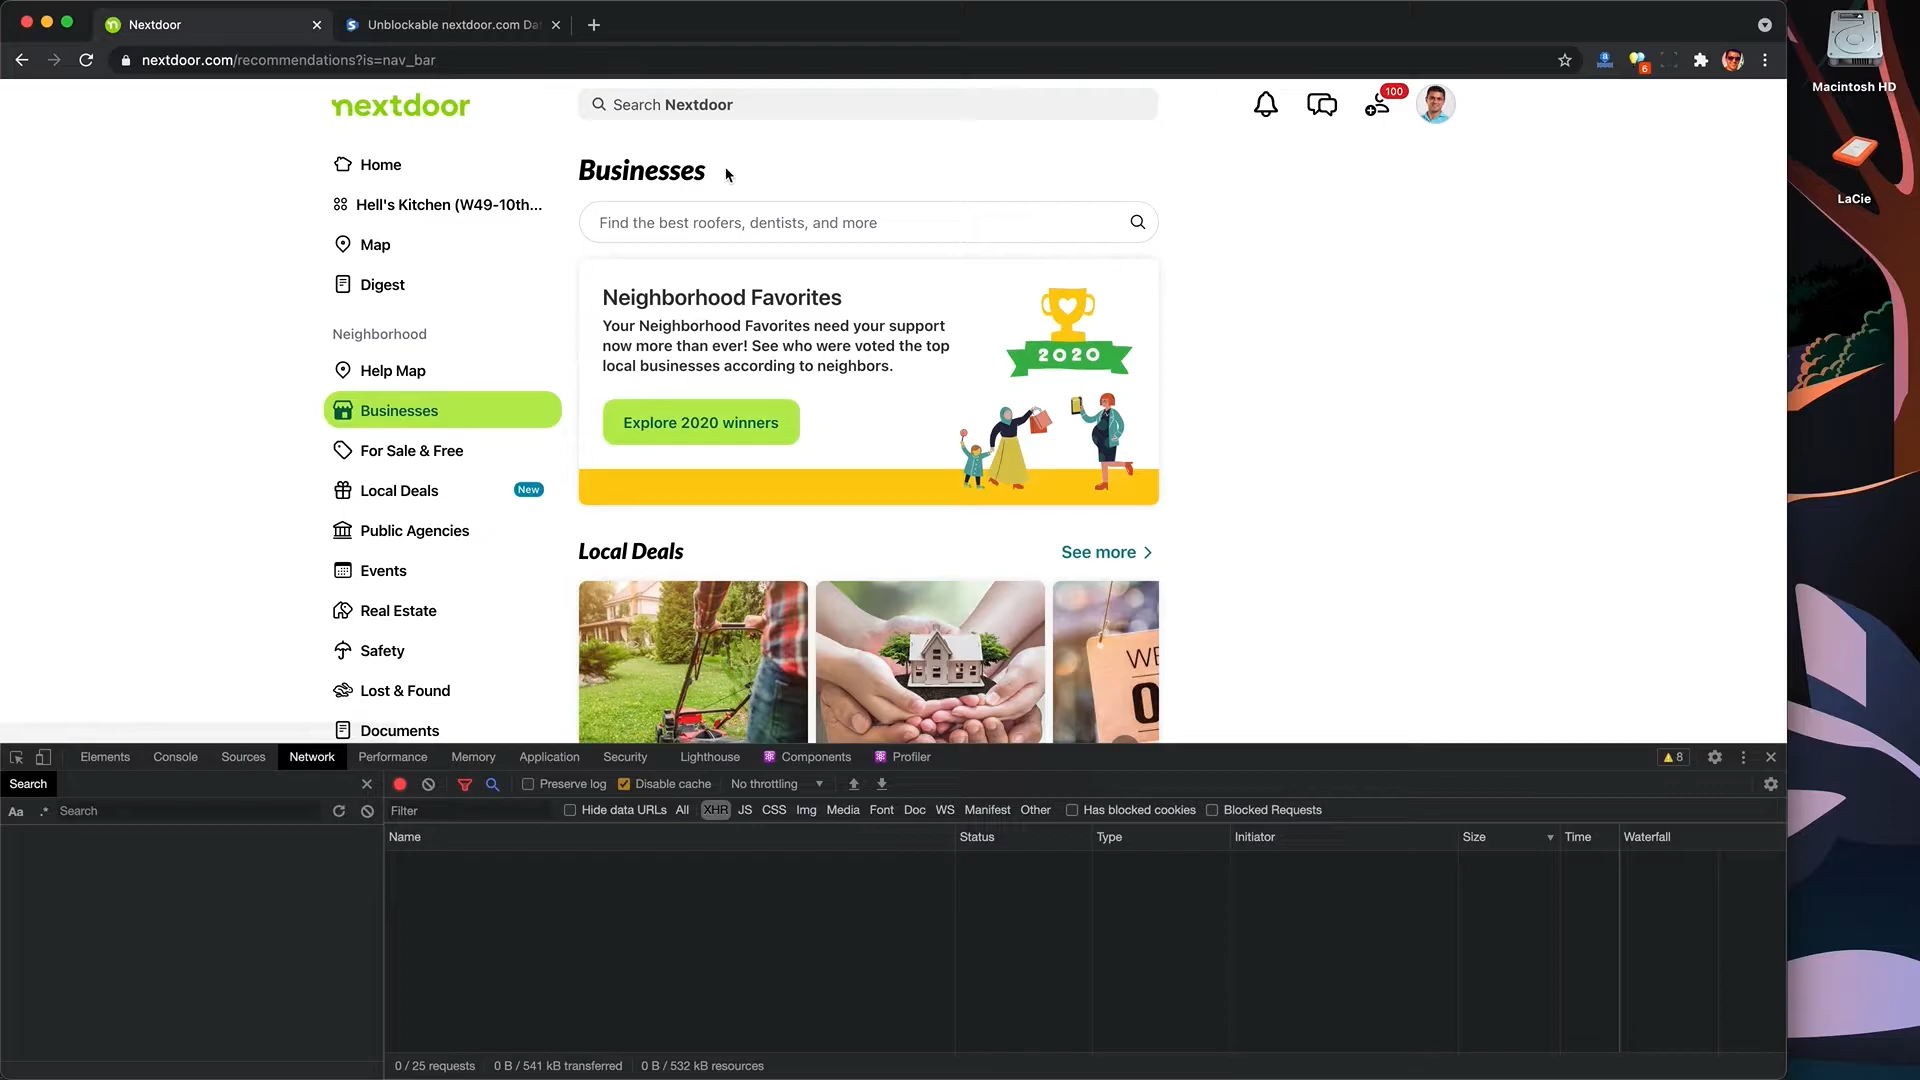 Nextdoor
Unblockable nextdoor.com Da
nextdoor.com/recommendations?is=nav_bar
6
Macintosh HD
LaCie
nextdoor
Search Nextdoor
100
Home
Hell's Kitchen (W49-10th...
Map
Digest
Neighborhood
Help Map
Businesses
For Sale & Free
Local Deals
New
Public Agencies
Events
Real Estate
Safety
Lost & Found
Documents
Businesses
Find the best roofers, dentists, and more
Neighborhood Favorites
Your Neighborhood Favorites need your support
now more than ever! See who were voted the top
local businesses according to neighbors.
2020
Explore 2020 winners
Local Deals
See more
WE
O
Elements Console Sources Network Performance Memory Application Security Lighthouse Components Profiler
8
Search
Preserve log Disable cache No throttling
Aa .* Search
Filter Hide data URLs All XHR JS CSS Img Media Font Doc WS Manifest Other Has blocked cookies Blocked Requests
Name Status Type Initiator Size Time Waterfall
0 / 25 requests 0 B / 541 kB transferred 0 B / 532 kB resources